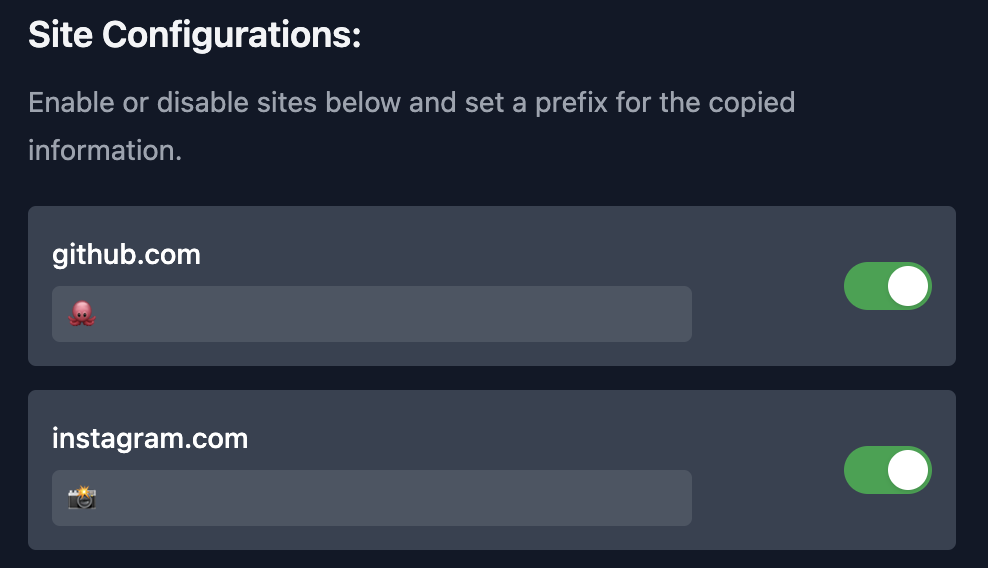 Site Configurations:
Enable or disable sites below and set a prefix for the copied
information.
github.com
🐙
instagram.com
📸